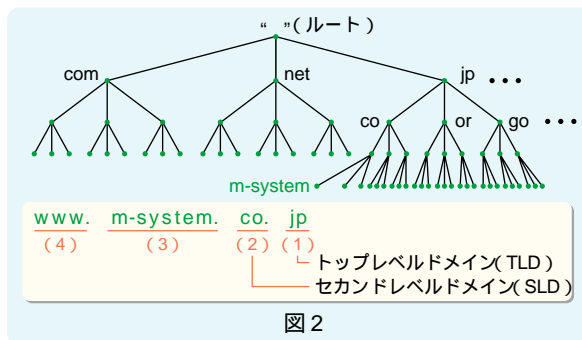 “　”(ルート)
com net jp •••
co or go •••
m-system
www. m-system. co. jp
(4) (3) (2) (1)
トップレベルドメイン(TLD)
セカンドレベルドメイン(SLD)
図2